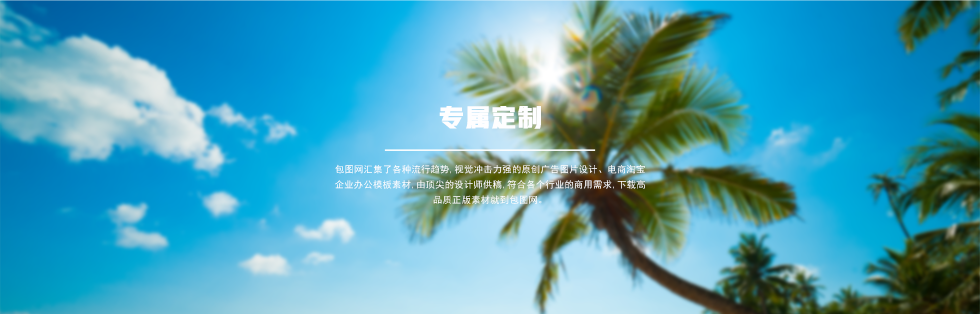 专属定制
包图网汇集了各种流行趋势,视觉冲击力强的原创广告图片设计、电商淘宝
企业办公模板素材,由顶尖的设计师供稿,符合各个行业的商用需求,下载高
品质正版素材就到包图网。